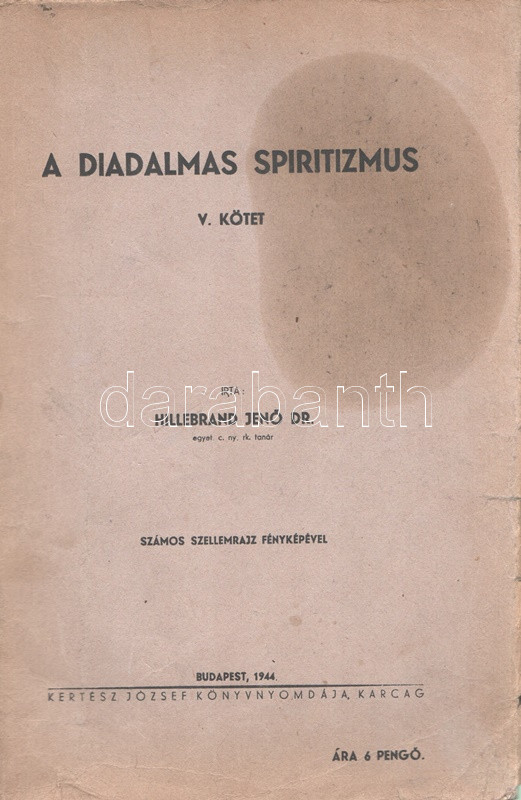 A DIADALMAS SPIRITIZMUS
V. KÖTET
IRTA:
darabanth
HILLEBRAND JENŐ DR.
egyet. c. ny. rk. tanár
SZÁMOS SZELLEMRAJZ FÉNYKÉPÉVEL
BUDAPEST, 1944.
KERTÉSZ JÓZSEF KÖNYVNYOMDÁJA, KARCAG
ÁRA 6 PENGŐ.